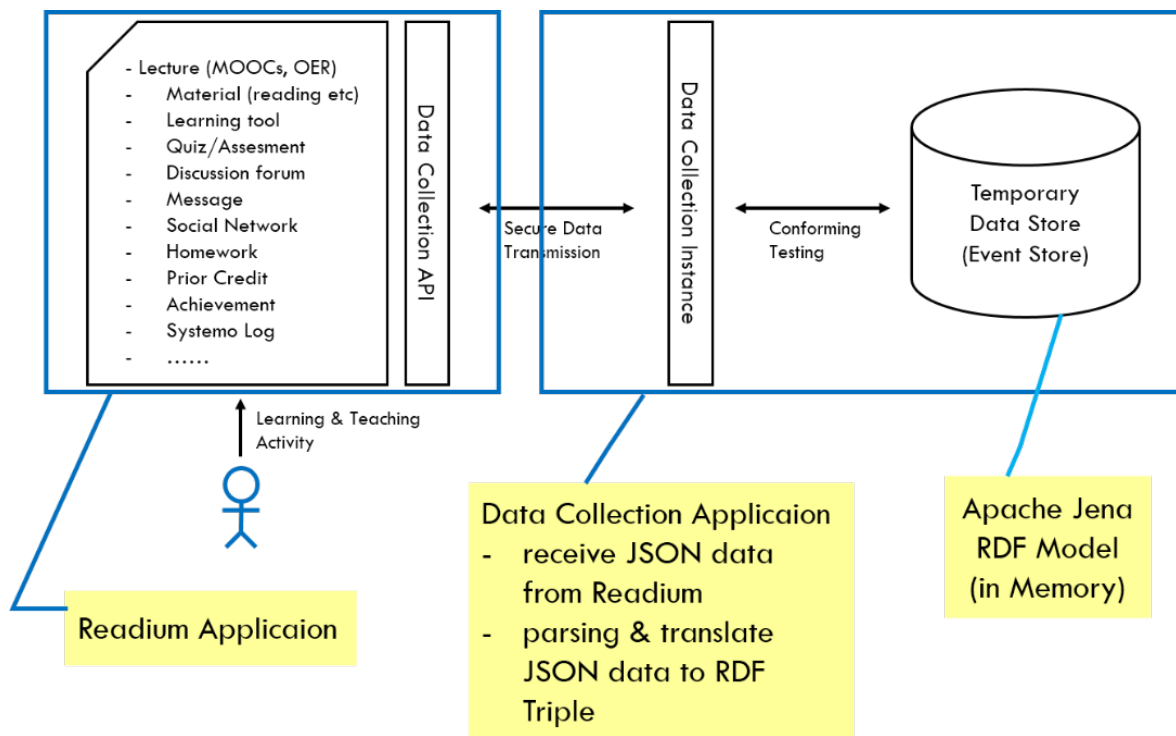 - Lecture (MOOCs, OER)
- Material (reading etc)
- Learning tool
- Quiz/Assesment
- Discussion forum
- Message
- Social Network
- Homework
- Prior Credit
- Achievement
- Systemo Log
- ......
Data Collection API
Secure Data
Transmission
Data Collection Instance
Conforming
Testing
Temporary
Data Store
(Event Store)
Learning & Teaching
Activity
Readium Applicaion
Data Collection Applicaion
- receive JSON data
from Readium
- parsing & translate
JSON data to RDF
Triple
Apache Jena
RDF Model
(in Memory)